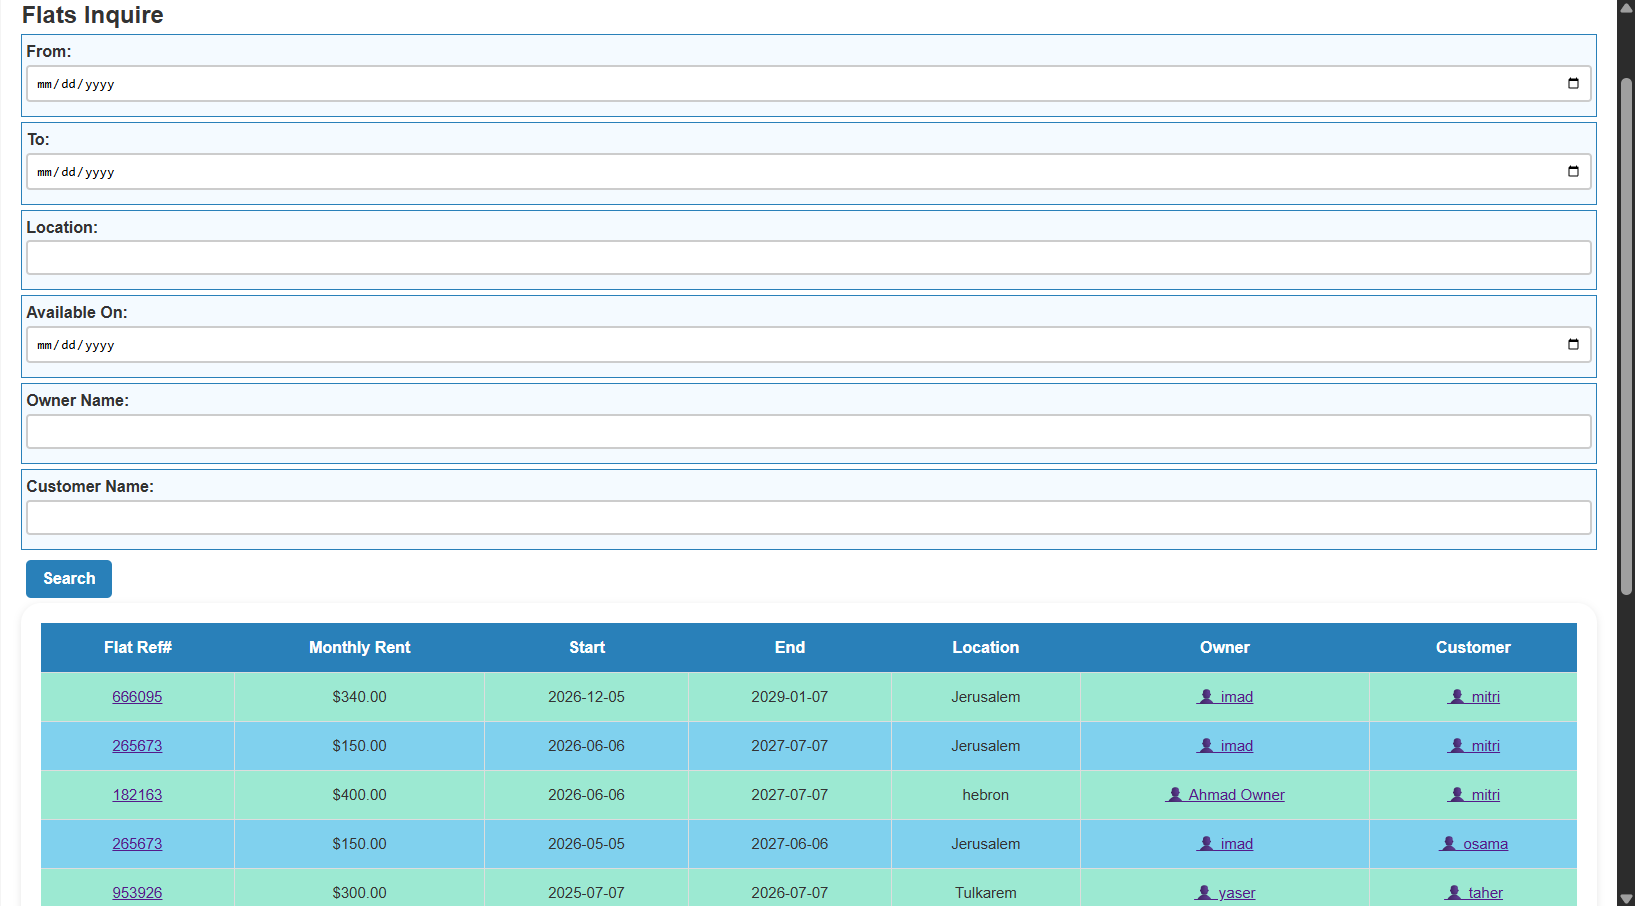 Flats Inquire
From:
mm/dd/yyyy
To:
mm/dd/yyyy
Location:
Available On:
mm/dd/yyyy
Owner Name:
Customer Name:
Search
Flat Ref# Monthly Rent Start End Location Owner Customer
666095 $340.00 2026-12-05 2029-01-07 Jerusalem imad mitri
265673 $150.00 2026-06-06 2027-07-07 Jerusalem imad mitri
182163 $400.00 2026-06-06 2027-07-07 hebron Ahmad Owner mitri
265673 $150.00 2026-05-05 2027-06-06 Jerusalem imad osama
953926 $300.00 2025-07-07 2026-07-07 Tulkarem yaser taher